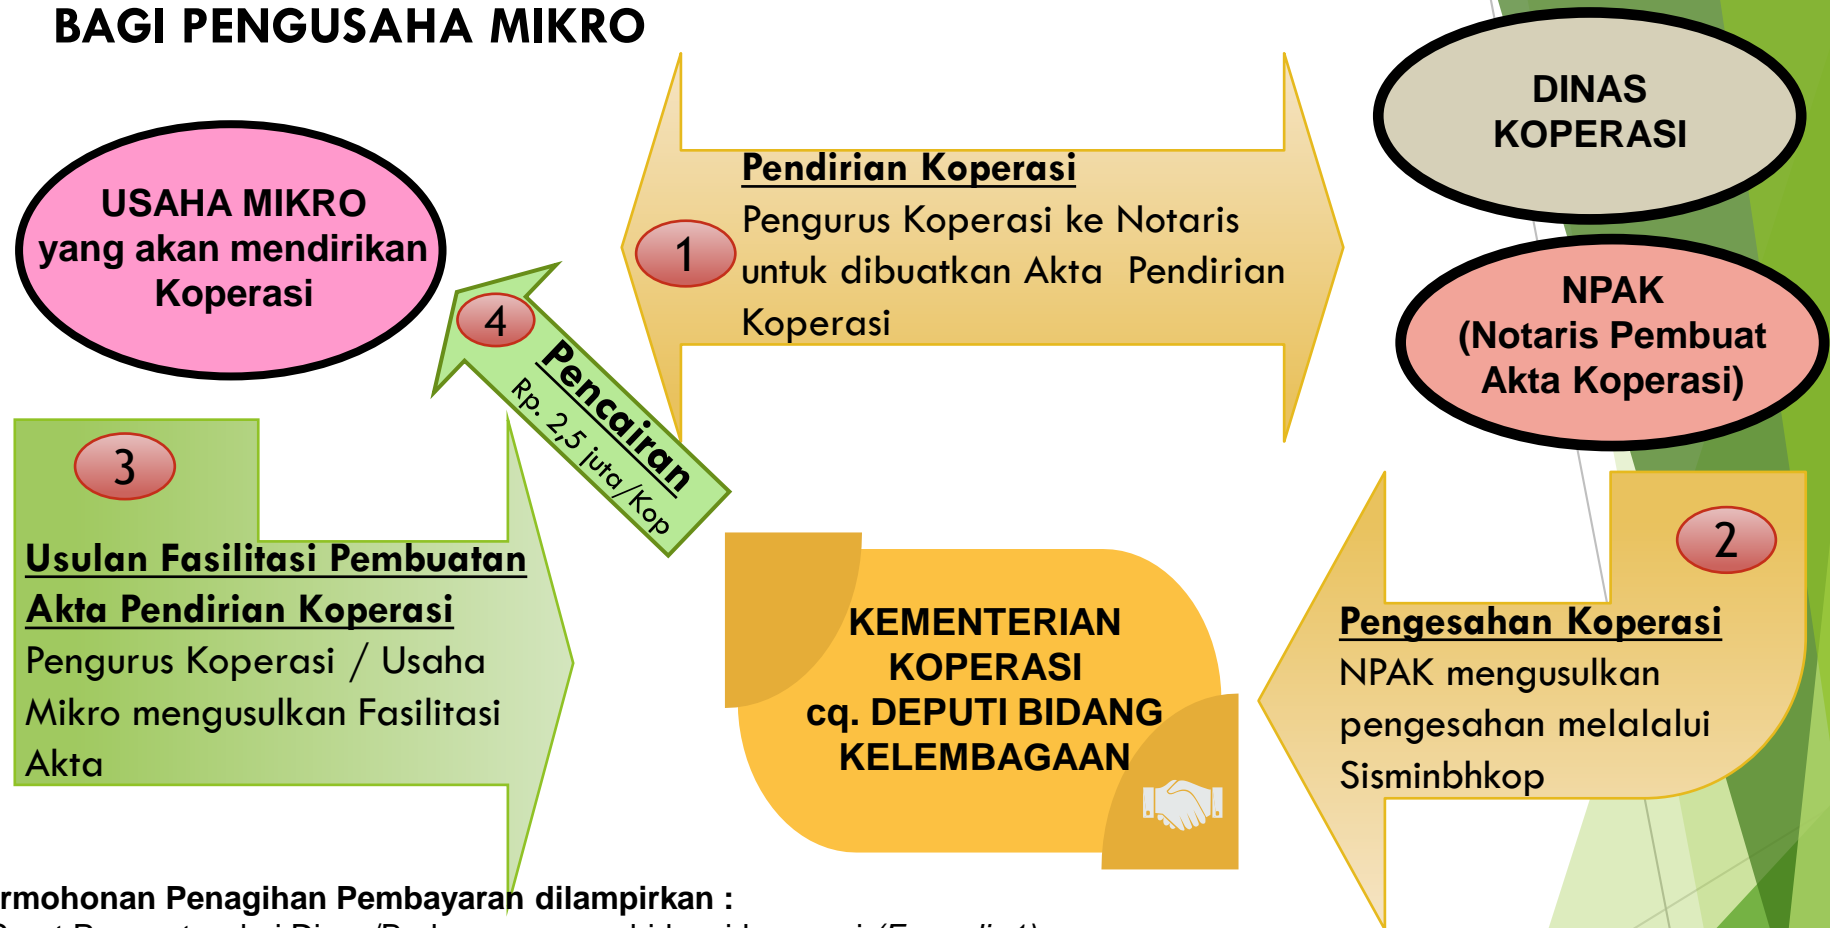 BAGI PENGUSAHA MIKRO
DINAS
KOPERASI
USAHA MIKRO
yang akan mendirikan
Koperasi
1
Pendirian Koperasi
Pengurus Koperasi ke Notaris
untuk dibuatkan Akta Pendirian
Koperasi
NPAK
(Notaris Pembuat
Akta Koperasi)
4
Pencairan
Rp. 2,5 juta/Kop
3
Usulan Fasilitasi Pembuatan
Akta Pendirian Koperasi
Pengurus Koperasi / Usaha
Mikro mengusulkan Fasilitasi
Akta
KEMENTERIAN
KOPERASI
cq. DEPUTI BIDANG
KELEMBAGAAN
2
Pengesahan Koperasi
NPAK mengusulkan
pengesahan melalalui
Sisminbhkop
rmohonan Penagihan Pembayaran dilampirkan :